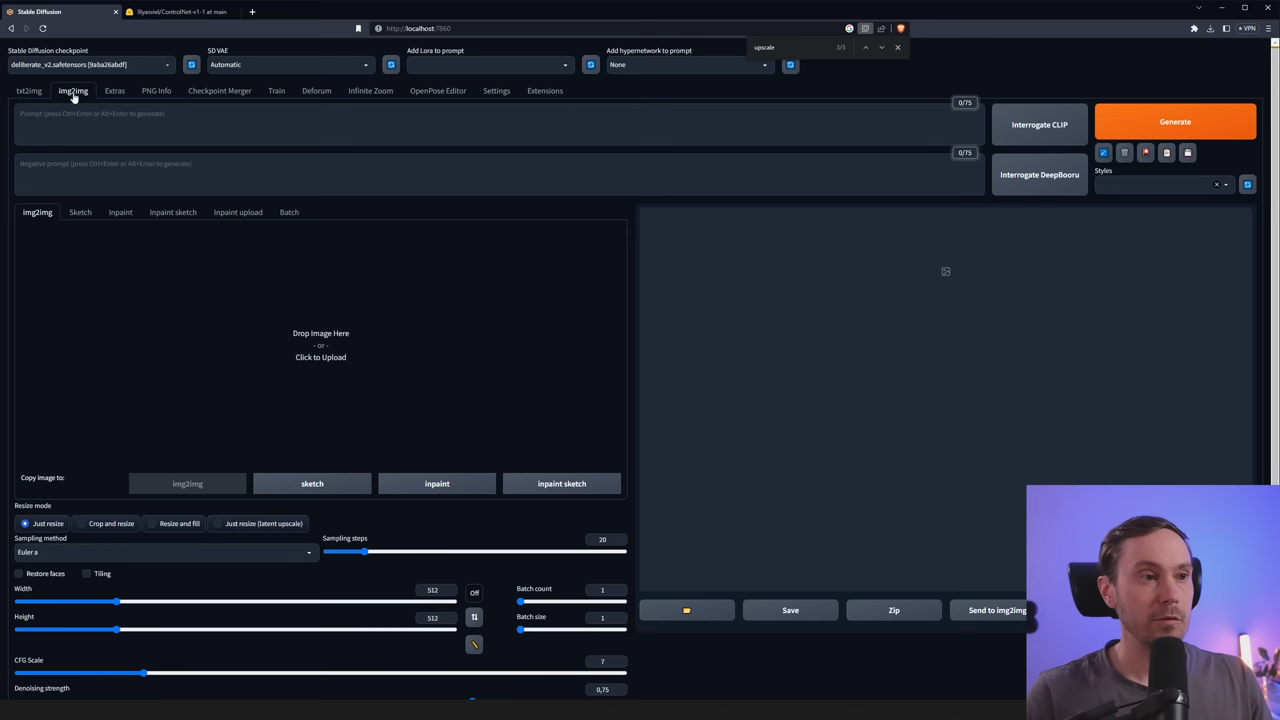 Stable Diffusion
lllyasviel/ControlNet-v1-1 at main
http://localhost:7860
VPN
upscale
3/3
Stable Diffusion checkpoint
SD VAE
Add Lora to prompt
Add hypernetwork to prompt
deliberate_v2.safetensors [9aba26abdf]
Automatic
None
txt2img
img2img
Extras
PNG Info
Checkpoint Merger
Train
Deforum
Infinite Zoom
OpenPose Editor
Settings
Extensions
Prompt (press Ctrl+Enter or Alt+Enter to generate)
0/75
Interrogate CLIP
Generate
Negative prompt (press Ctrl+Enter or Alt+Enter to generate)
0/75
Interrogate DeepBooru
Styles
img2img
Sketch
Inpaint
Inpaint sketch
Inpaint upload
Batch
Drop Image Here
- or -
Click to Upload
Copy image to:
img2img
sketch
inpaint
inpaint sketch
Resize mode
Just resize
Crop and resize
Resize and fill
Just resize (latent upscale)
Sampling method
Sampling steps
20
Euler a
Restore faces
Tiling
Width
512
Off
Batch count
1
Height
512
Batch size
1
CFG Scale
7
Denoising strength
0,75
Save
Zip
Send to img2img